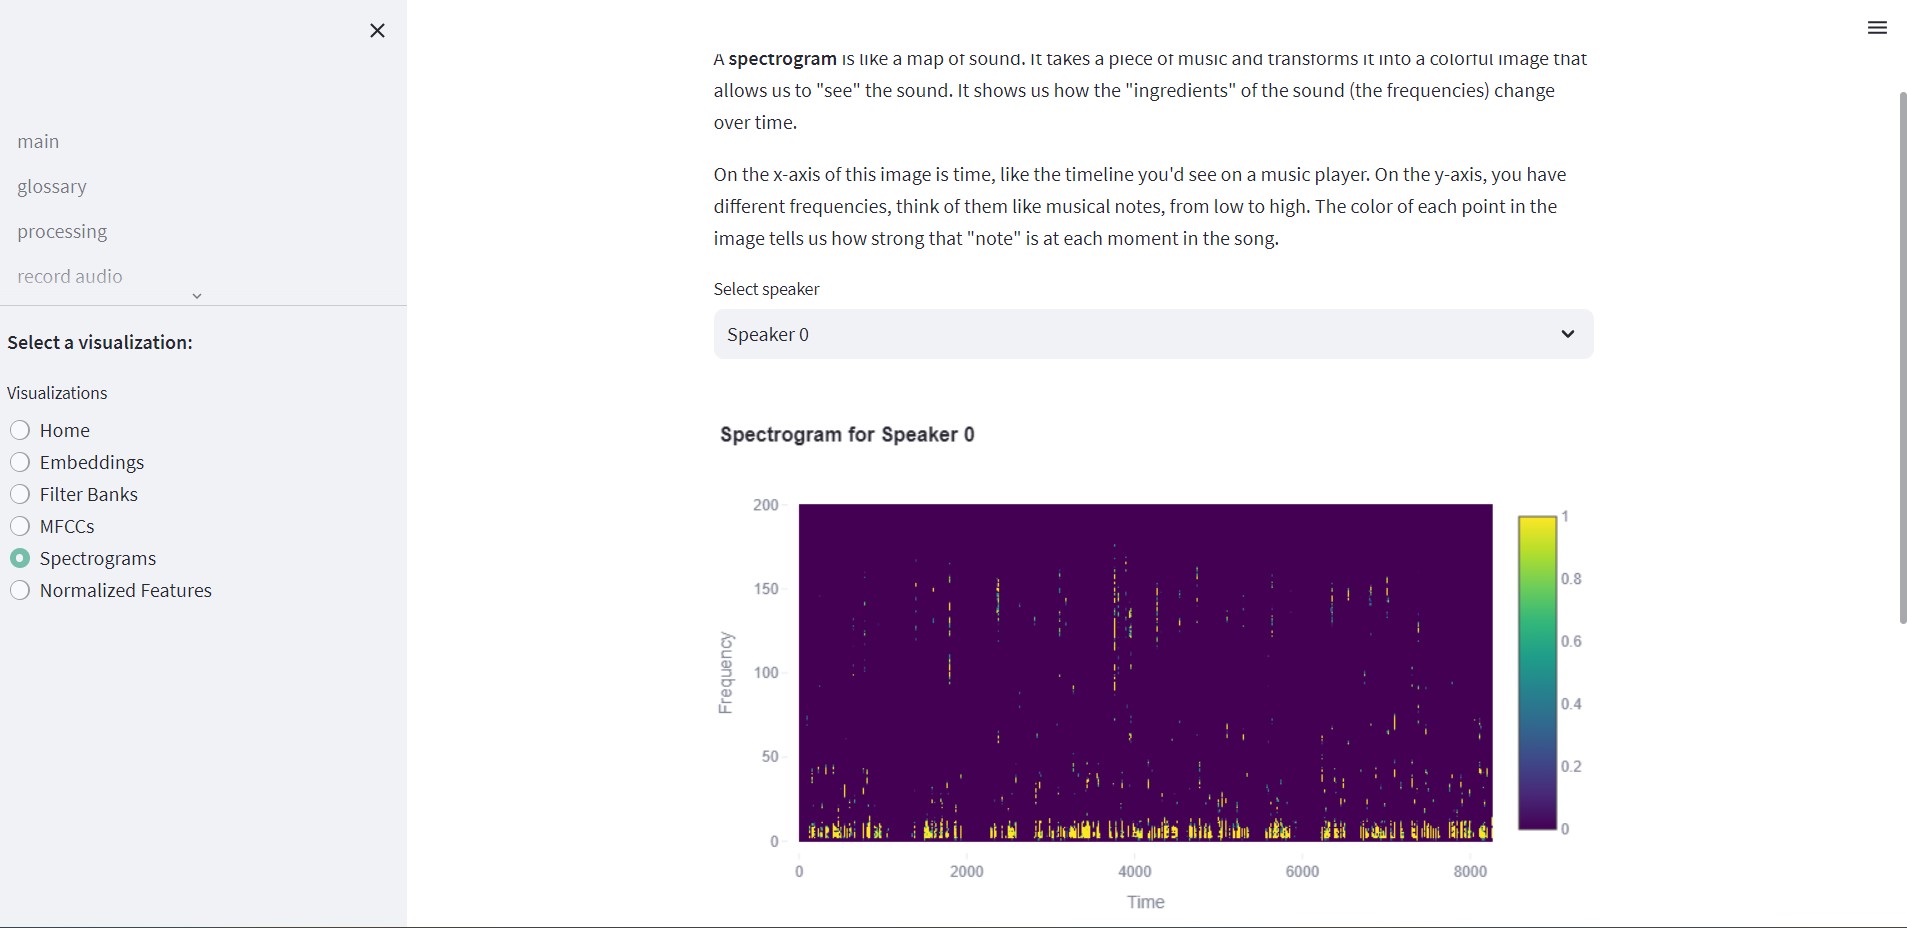 main
glossary
processing
record audio
Select a visualization:
Visualizations
Home
Embeddings
Filter Banks
MFCCs
Spectrograms
Normalized Features
A spectrogram is like a map of sound. It takes a piece of music and transforms it into a colorful image that
allows us to "see" the sound. It shows us how the "ingredients" of the sound (the frequencies) change
over time.
On the x-axis of this image is time, like the timeline you'd see on a music player. On the y-axis, you have
different frequencies, think of them like musical notes, from low to high. The color of each point in the
image tells us how strong that "note" is at each moment in the song.
Select speaker
Speaker 0
Spectrogram for Speaker 0
200
150
100
50
0
Frequency
0 2000 4000 6000 8000
Time
1
0.8
0.6
0.4
0.2
0